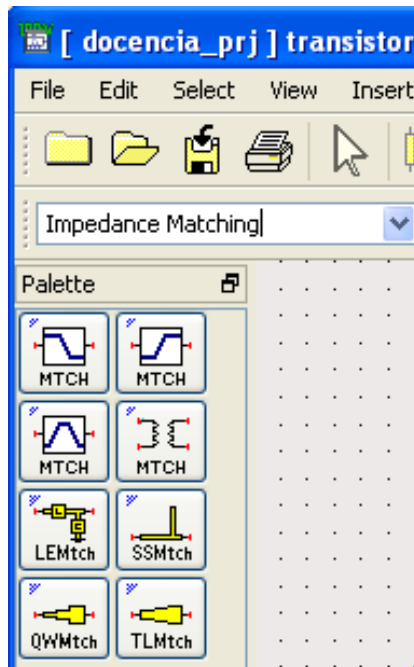 [ docencia_prj ] transistor
File Edit Select View Insert
Impedance Matching
Palette
MTCH MTCH
MTCH MTCH
L
C
LEMtch SSMtch
QWMtch TLMtch